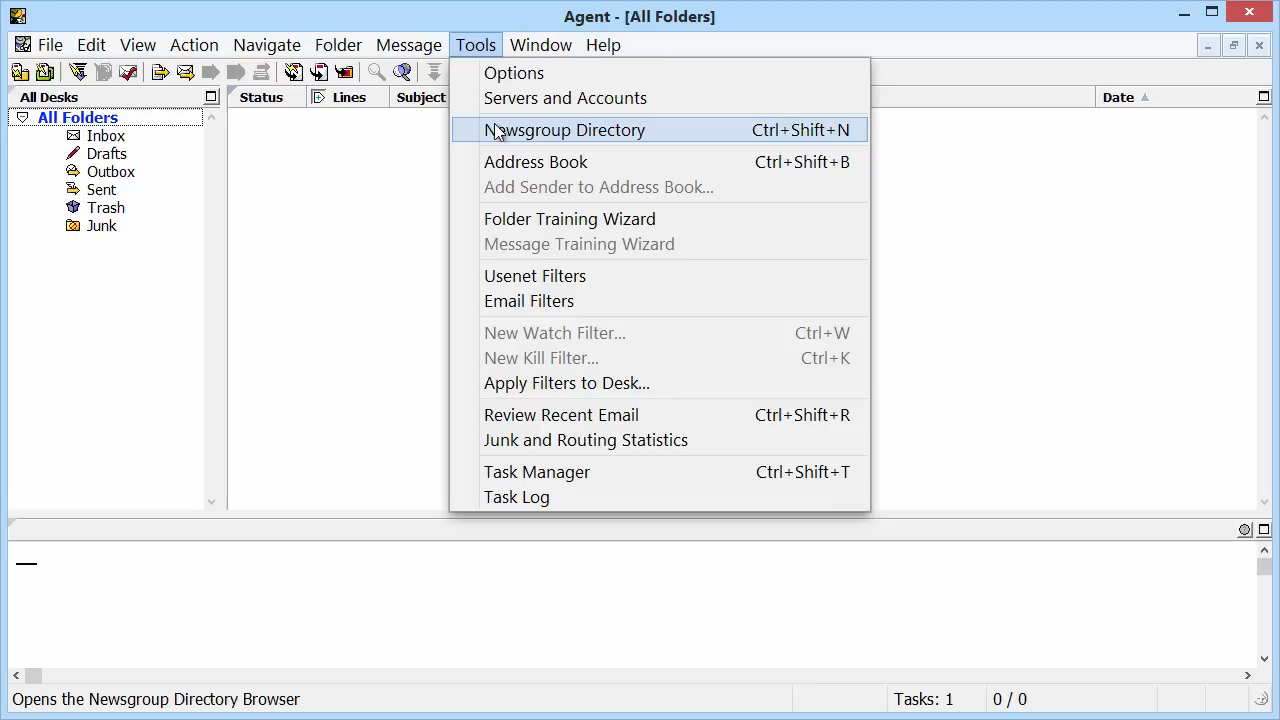 Agent - [All Folders]
File Edit View Action Navigate Folder Message Tools Window Help
All Desks
Status Lines Subject Date
All Folders
Inbox
Drafts
Outbox
Sent
Trash
Junk
Options
Servers and Accounts
Newsgroup Directory Ctrl+Shift+N
Address Book Ctrl+Shift+B
Add Sender to Address Book...
Folder Training Wizard
Message Training Wizard
Usenet Filters
Email Filters
New Watch Filter... Ctrl+W
New Kill Filter... Ctrl+K
Apply Filters to Desk...
Review Recent Email Ctrl+Shift+R
Junk and Routing Statistics
Task Manager Ctrl+Shift+T
Task Log
Opens the Newsgroup Directory Browser Tasks: 1 0 / 0